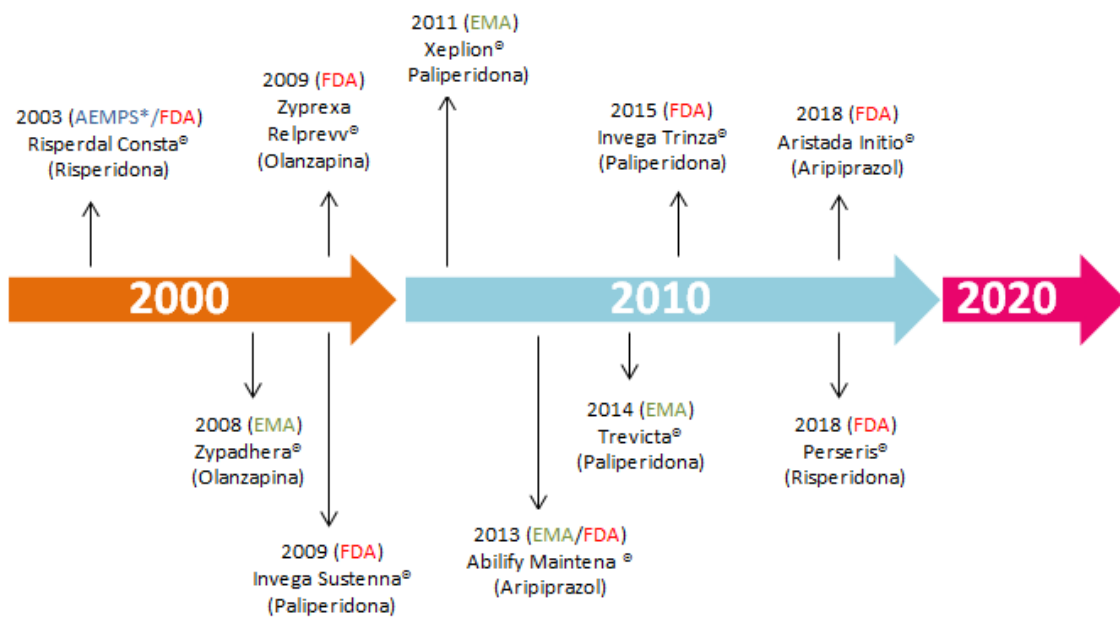 2003 (AEMPS*/FDA)
Risperdal Consta®
(Risperidona)
2009 (FDA)
Zyprexa
Relprevv®
(Olanzapina)
2011 (EMA)
Xeplion®
Paliperidona)
2015 (FDA)
Invega Trinza®
(Paliperidona)
2018 (FDA)
Aristada Initio®
(Aripiprazol)
2000
2010
2020
2008 (EMA)
Zypadhera®
(Olanzapina)
2009 (FDA)
Invega Sustenna®
(Paliperidona)
2013 (EMA/FDA)
Abilify Maintena ®
(Aripiprazol)
2014 (EMA)
Trevicta®
(Paliperidona)
2018 (FDA)
Perseris®
(Risperidona)